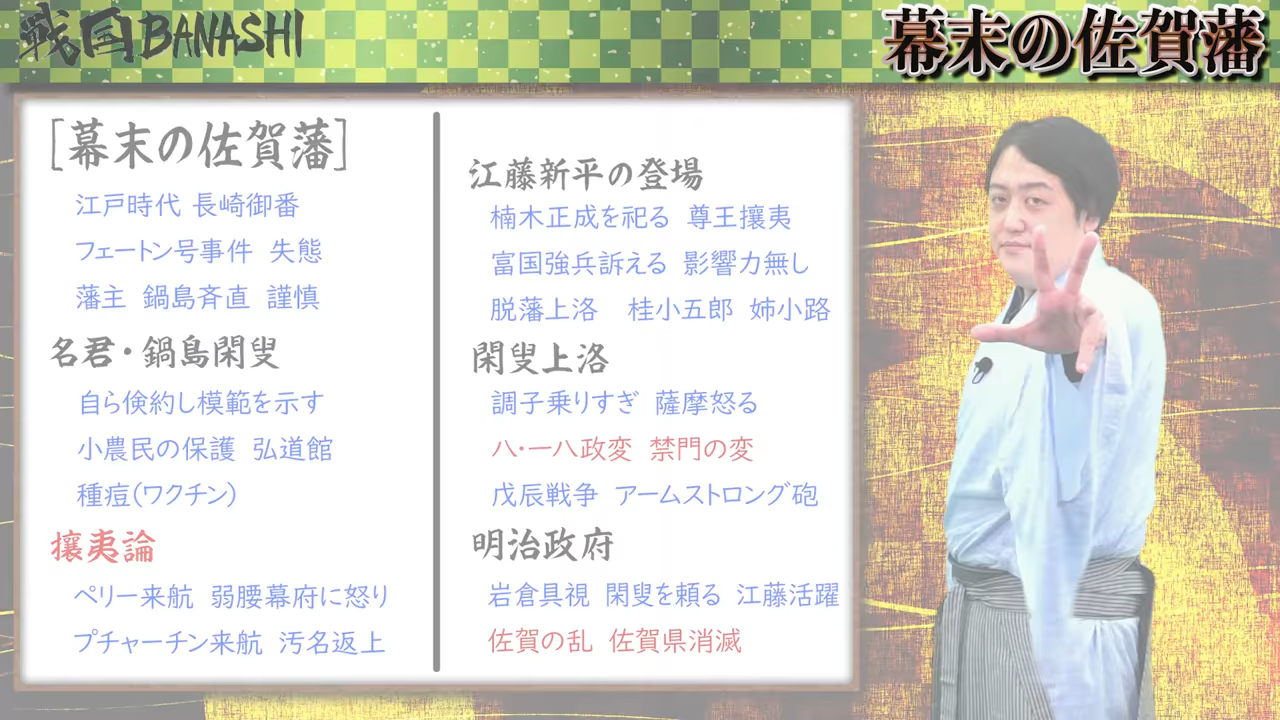 戦国BANASHI
幕末の佐賀藩
[幕末の佐賀藩]
江戸時代 長崎御番
フェートン号事件 失態
藩主 鍋島斉直 謹慎
名君・鍋島閑叟
自ら倹約し模範を示す
小農民の保護 弘道館
種痘(ワクチン)
攘夷論
ペリー来航 弱腰幕府に怒り
プチャーチン来航 汚名返上
江藤新平の登場
楠木正成を祀る 尊王攘夷
富国強兵訴える 影響力無し
脱藩上洛 桂小五郎 姉小路
閑叟上洛
調子乗りすぎ 薩摩怒る
八・一八政変 禁門の変
戊辰戦争 アームストロング砲
明治政府
岩倉具視 閑叟を頼る 江藤活躍
佐賀の乱 佐賀県消滅